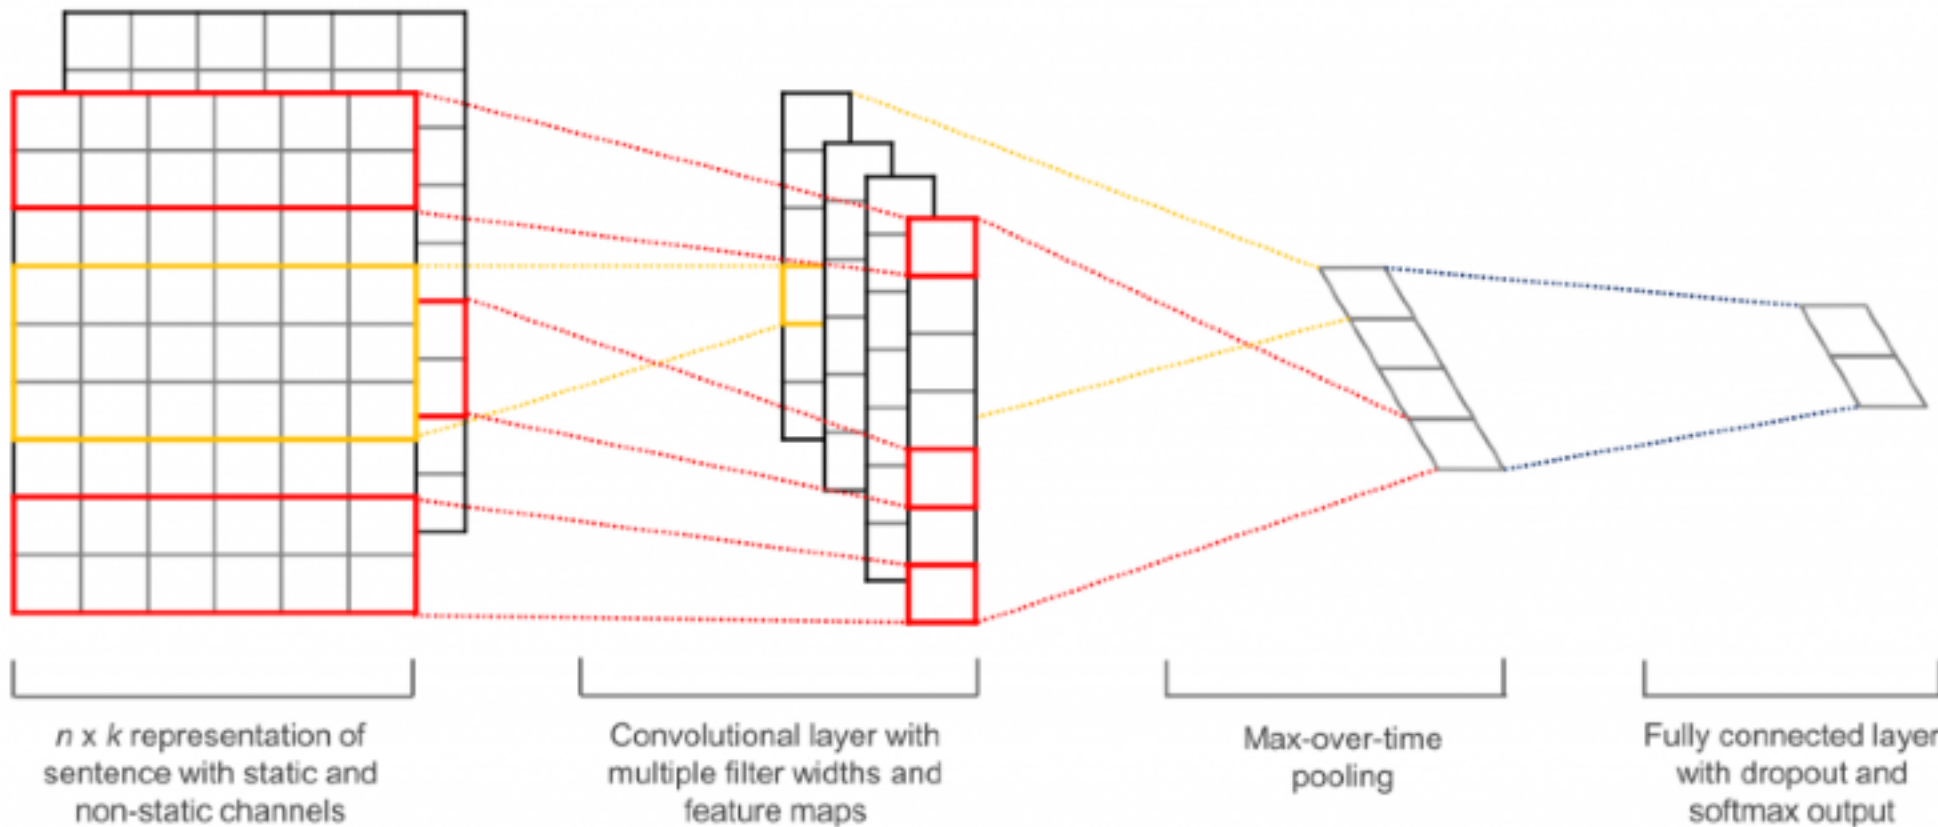 n x k representation of
sentence with static and
non-static channels
Convolutional layer with
multiple filter widths and
feature maps
Max-over-time
pooling
Fully connected layer
with dropout and
softmax output